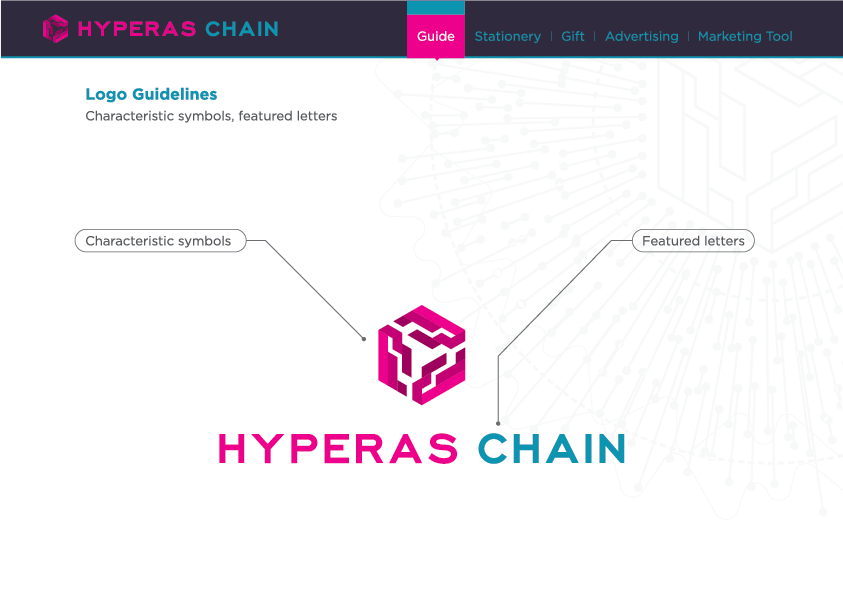 HYPERAS CHAIN
Guide
Stationery | Gift | Advertising | Marketing Tool
Logo Guidelines
Characteristic symbols, featured letters
Characteristic symbols
Featured letters
HYPERAS CHAIN